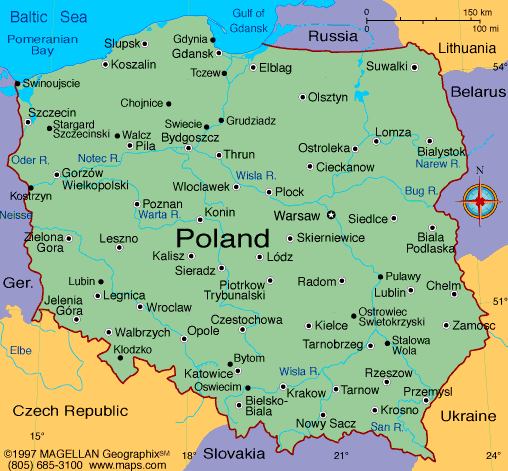 Baltic Sea
Gulf of
Gdansk
0
150 km
0
100 mi
Pomeranian
Bay
Slupsk
Gdynia
Gdansk
Russia
Lithuania
Koszalin
Tczew
Elblag
Suwalki
54°
Swinoujscie
Belarus
Chojnice
Olsztyn
Szczecin
Stargard
Szczecinski
Walcz
Swiecie
Grudziadz
Pila
Bydgoszcz
Lomza
Ostroleka
Bialystok
Oder R.
Notec R.
Thrun
Narew R.
Gorzów
Wielkopolski
Cieckanow
Wisla R.
N
Kostrzyn
Wloclawek
Plock
Bug R.
Neisse
Poznan
Warta R.
Konin
Warsaw
Siedlce
Zielona
Gora
Leszno
Poland
Skierniewice
Biala
Podlaska
Kalisz
Lódz
Ger.
Sieradz
Lubin
Piotrkow
Trybunalski
Radom
Pulawy
Lublin
Chelm
Jelenia
Góra
Legnica
Wroclaw
51°
Ostrowiec
Swietokrzyski
Czestochowa
Kielce
Zamosc
Walbrzych
Opole
Tarnobrzeg
Stalowa
Wola
Elbe
Klodzko
Bytom
Katowice
Wisla R.
Rzeszow
Oswiecim
Krakow
Tarnow
Przemysl
Bielsko-
Biala
Krosno
Czech Republic
Nowy Sacz
San R.
Ukraine
15°
Slovakia
©1997 MAGELLAN Geographix℠
(805) 685-3100 www.maps.com
18°
21°
24°